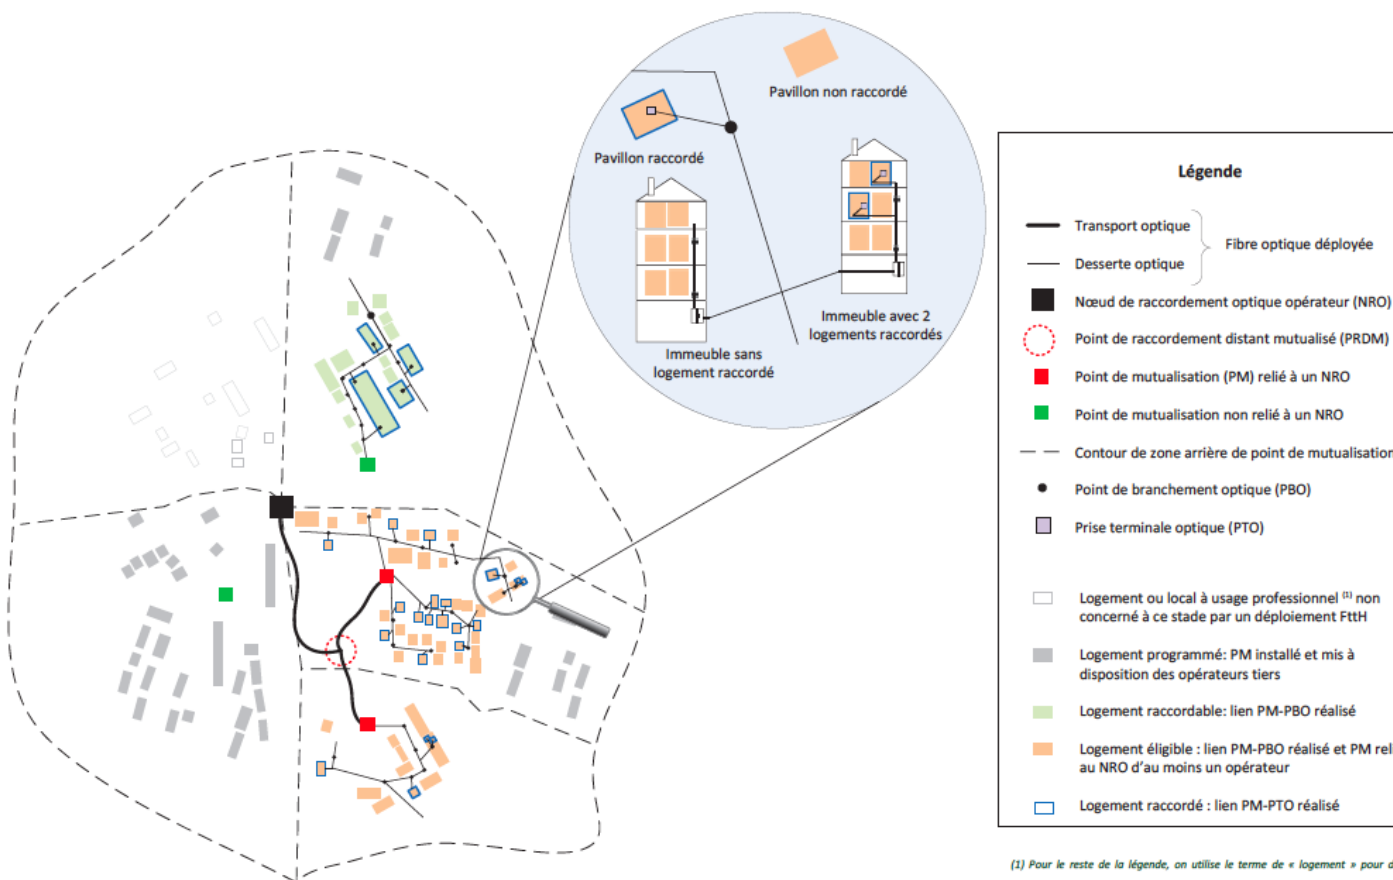 Pavillon non raccordé
Pavillon raccordé
Immeuble avec 2
logements raccordés
Immeuble sans
logement raccordé
Légende
Transport optique
Fibre optique déployée
Desserte optique
Nœud de raccordement optique opérateur (NRO)
Point de raccordement distant mutualisé (PRDM)
Point de mutualisation (PM) relié à un NRO
Point de mutualisation non relié à un NRO
Contour de zone arrière de point de mutualisation
Point de branchement optique (PBO)
Prise terminale optique (PTO)
Logement ou local à usage professionnel (1) non
concerné à ce stade par un déploiement FttH
Logement programmé: PM installé et mis à
disposition des opérateurs tiers
Logement raccordable: lien PM-PBO réalisé
Logement éligible : lien PM-PBO réalisé et PM reli
au NRO d'au moins un opérateur
Logement raccordé : lien PM-PTO réalisé
(1) Pour le reste de la légende, on utilise le terme de « logement » pour d